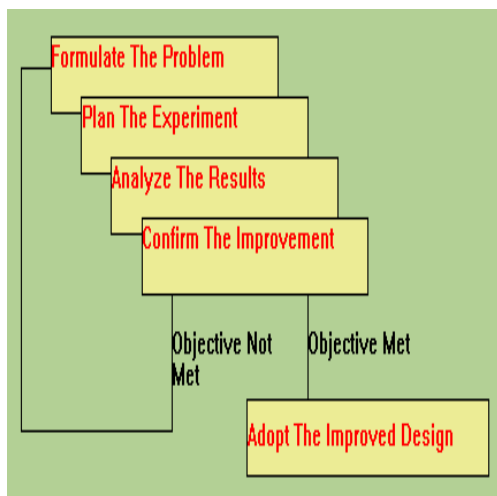 Formulate The Problem
Plan The Experiment
Analyze The Results
Confirm The Improvement
Objective Not
Met
Objective Met
Adopt The Improved Design